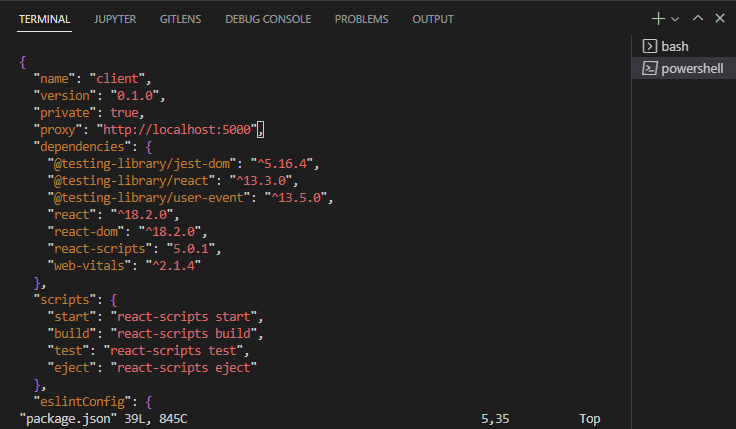 TERMINAL JUPYTER GITLENS DEBUG CONSOLE PROBLEMS OUTPUT
bash
powershell
{
  "name": "client",
  "version": "0.1.0",
  "private": true,
  "proxy": "http://localhost:5000",
  "dependencies": {
    "@testing-library/jest-dom": "^5.16.4",
    "@testing-library/react": "^13.3.0",
    "@testing-library/user-event": "^13.5.0",
    "react": "^18.2.0",
    "react-dom": "^18.2.0",
    "react-scripts": "5.0.1",
    "web-vitals": "^2.1.4"
  },
  "scripts": {
    "start": "react-scripts start",
    "build": "react-scripts build",
    "test": "react-scripts test",
    "eject": "react-scripts eject"
  },
  "eslintConfig": {
"package.json" 39L, 845C 5,35 Top